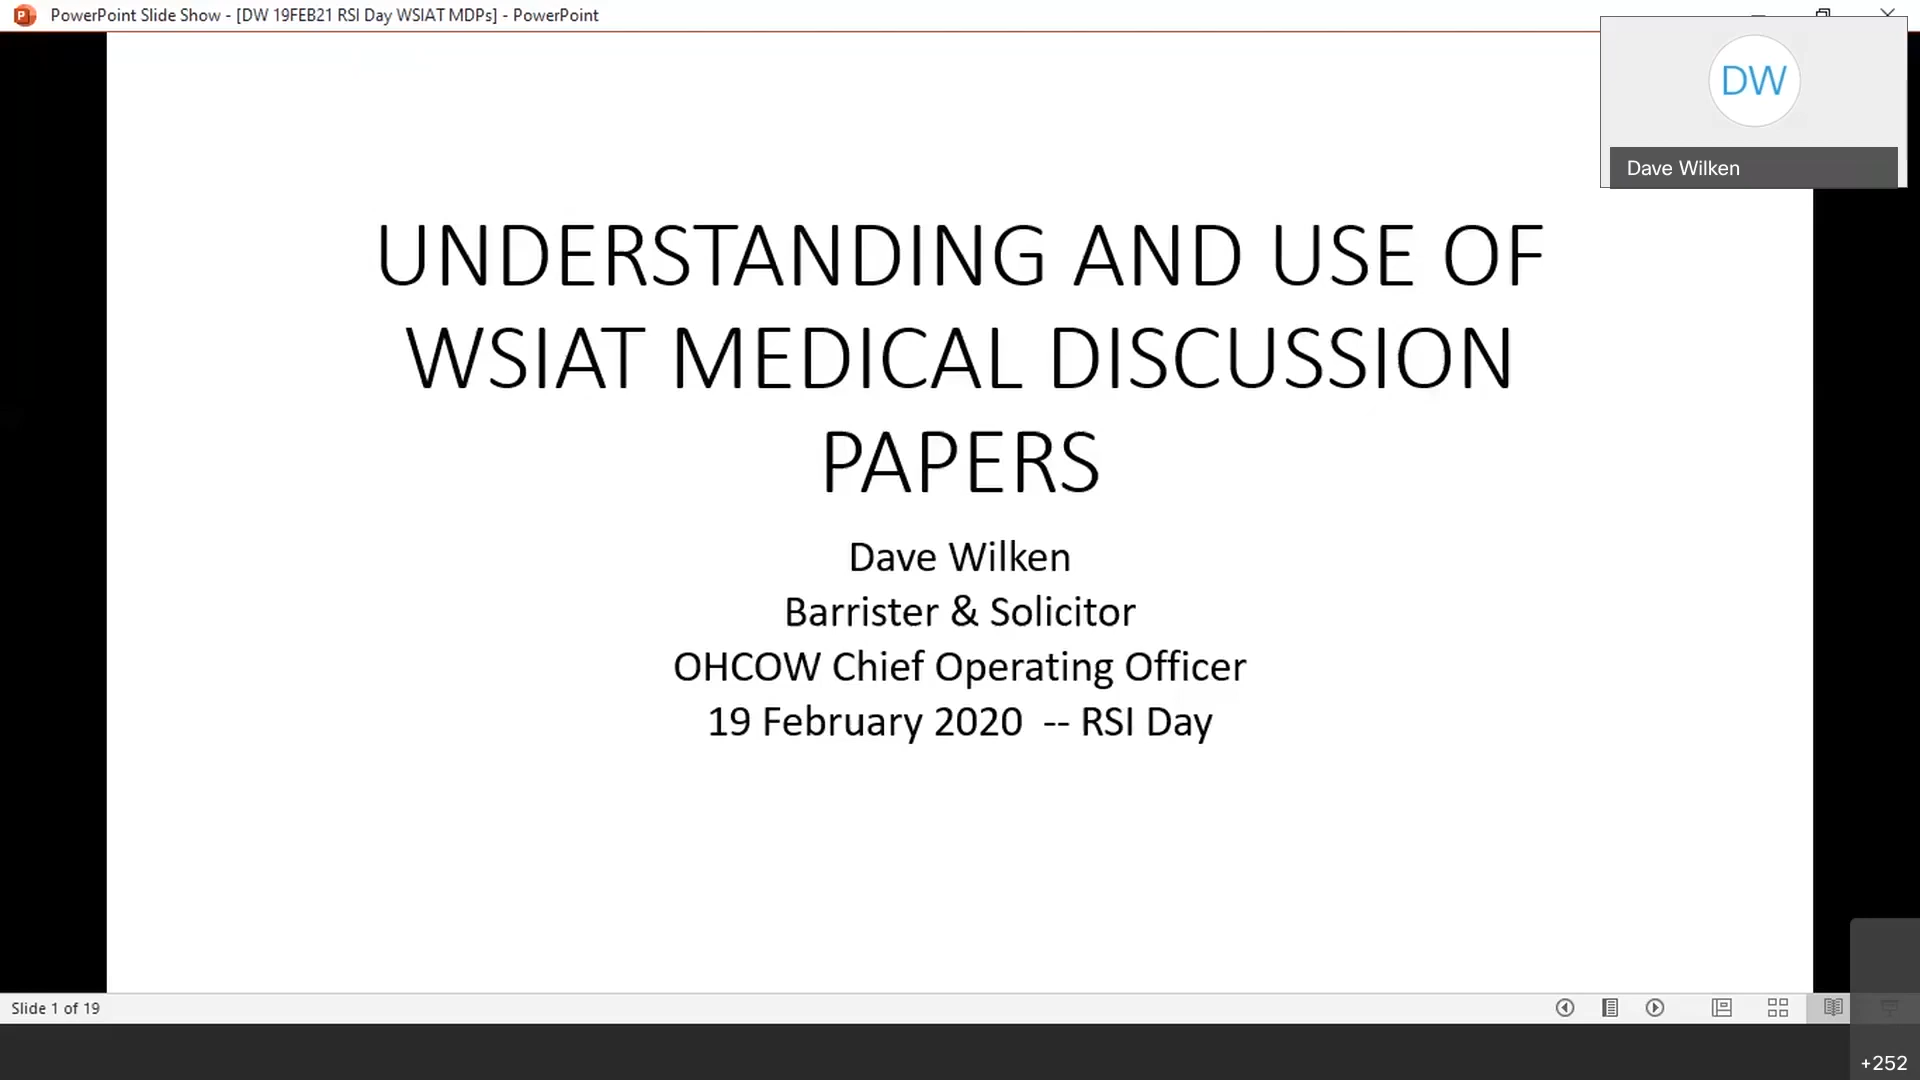 PowerPoint Slide Show - [DW 19FEB21 RSI Day WSIAT MDPs] - PowerPoint
DW
Dave Wilken
UNDERSTANDING AND USE OF
WSIAT MEDICAL DISCUSSION
PAPERS
Dave Wilken
Barrister & Solicitor
OHCOW Chief Operating Officer
19 February 2020  -- RSI Day
Slide 1 of 19
+252